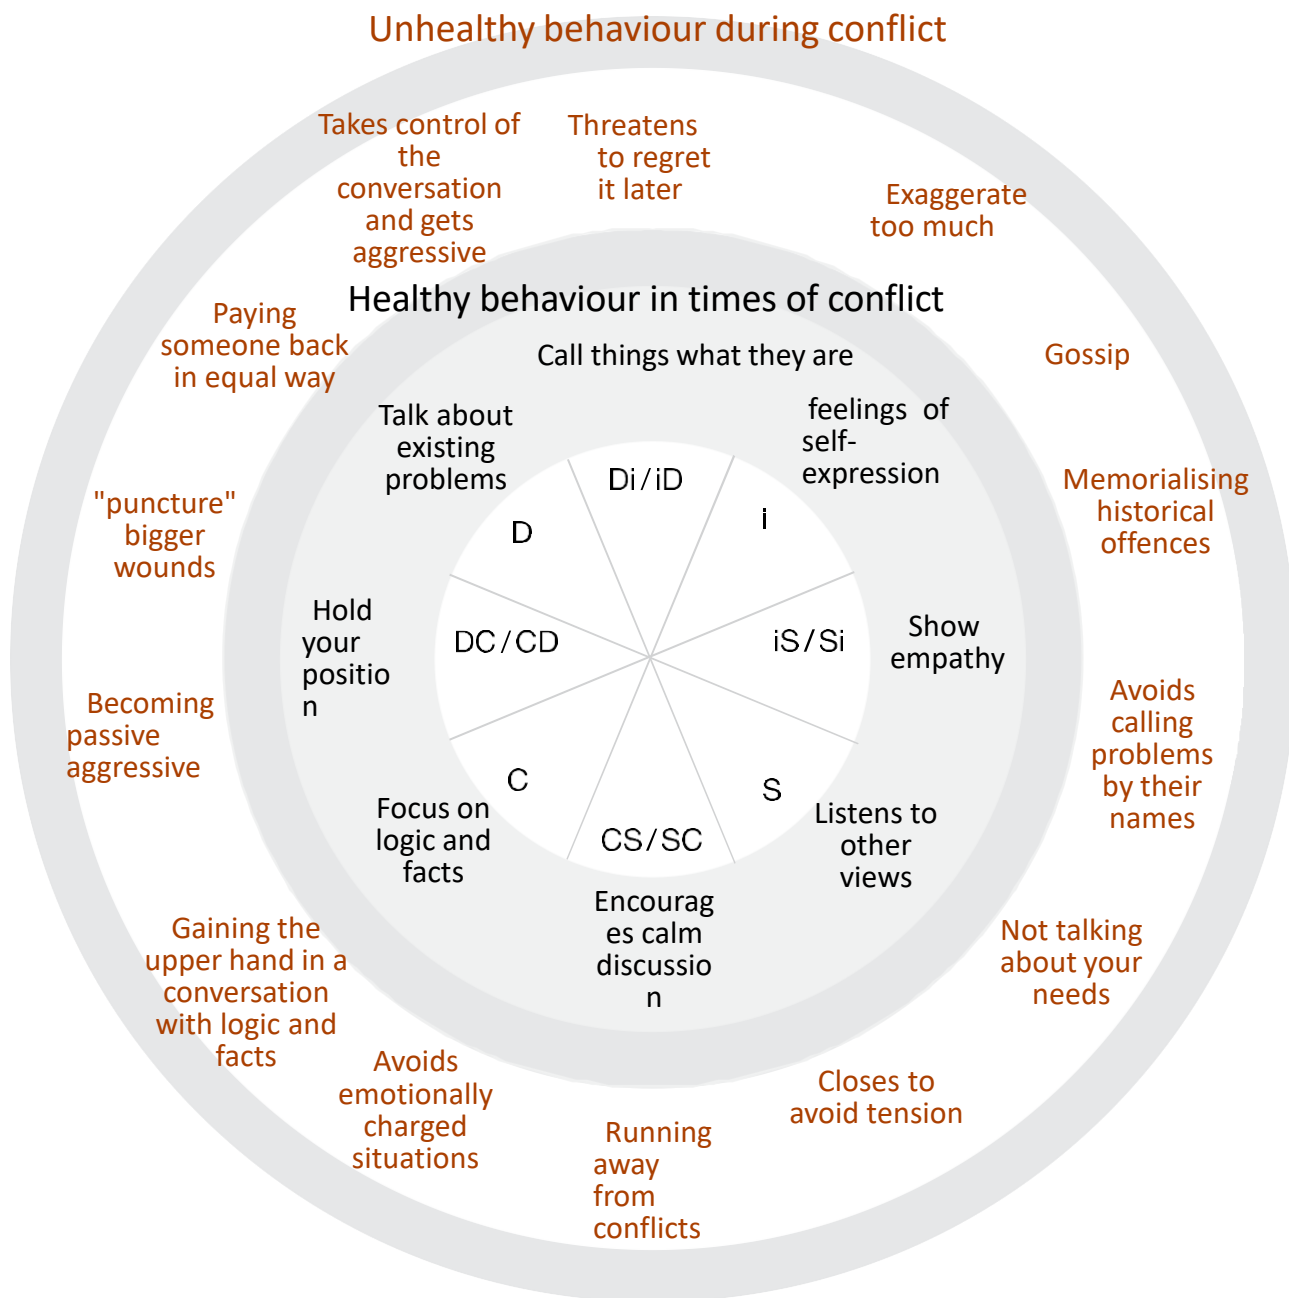 Unhealthy behaviour during conflict
Takes control of
the
conversation
and gets
aggressive
Threatens
to regret
it later
Exaggerate
too much
Paying
someone back
in equal way
Gossip
"puncture"
bigger
wounds
Memorialising
historical
offences
Becoming
passive
aggressive
Avoids
calling
problems
by their
names
Gaining the
upper hand in a
conversation
with logic and
facts
Not talking
about your
needs
Avoids
emotionally
charged
situations
Running
away
from
conflicts
Closes to
avoid tension
Healthy behaviour in times of conflict
Call things what they are
Talk about
existing
problems
feelings of
self-
expression
Hold
your
positio
n
Show
empathy
Focus on
logic and
facts
Listens to
other
views
Encourag
es calm
discussio
n
Di/iD
D
i
DC/CD
iS/Si
C
S
CS/SC